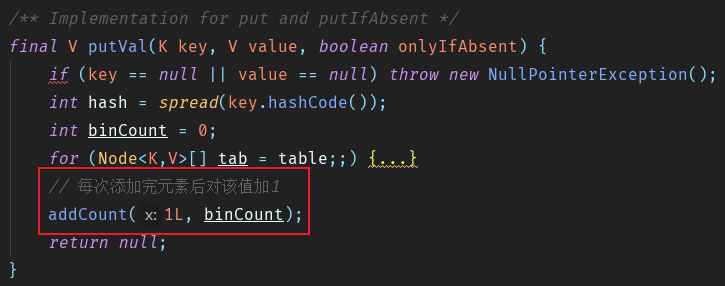 /** Implementation for put and putIfAbsent */
final V putVal(K key, V value, boolean onlyIfAbsent) {
if (key == null || value == null) throw new NullPointerException();
int hash = spread(key.hashCode());
int binCount = 0;
for (Node<K,V>[] tab = table;;) {...}
// 每次添加完元素后对该值加1
addCount( x: 1L, binCount);
return null;
}